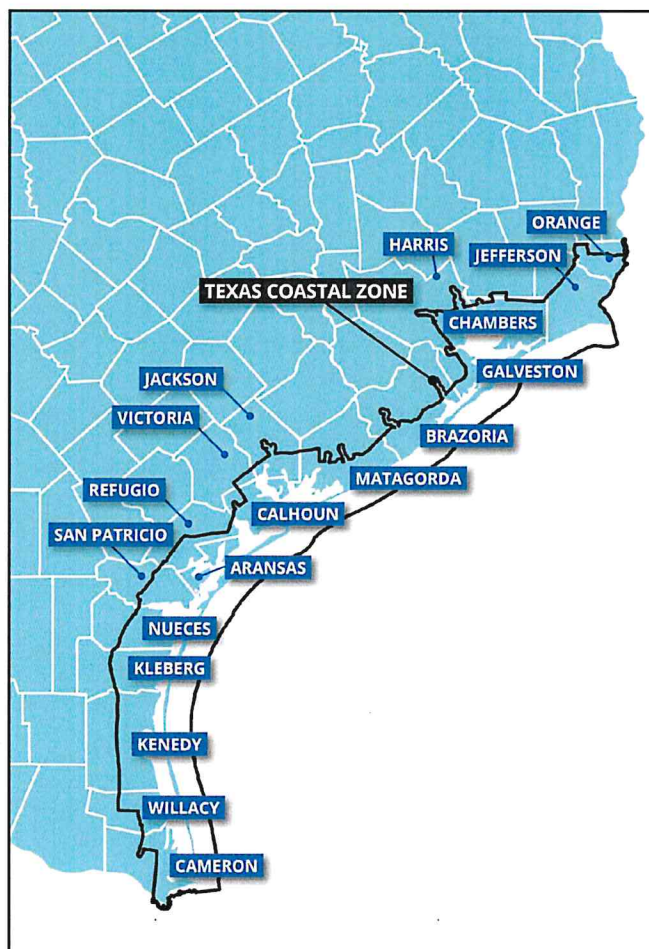 ORANGE
HARRIS
JEFFERSON
TEXAS COASTAL ZONE
CHAMBERS
GALVESTON
JACKSON
VICTORIA
BRAZORIA
MATAGORDA
REFUGIO
CALHOUN
SAN PATRICIO
ARANSAS
NUECES
KLEBERG
KENEDY
WILLACY
CAMERON